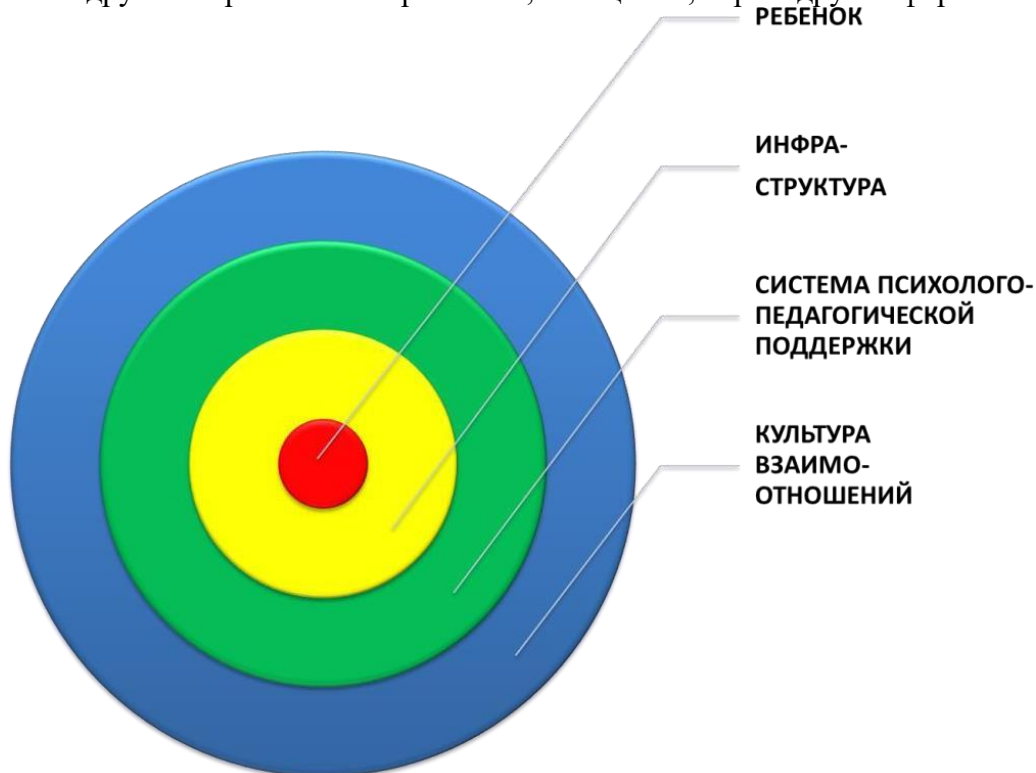 РЕБЕНОК
ИНФРА-
СТРУКТУРА
СИСТЕМА ПСИХОЛОГО-
ПЕДАГОГИЧЕСКОЙ
ПОДДЕРЖКИ
КУЛЬТУРА
ВЗАИМО-
ОТНОШЕНИЙ